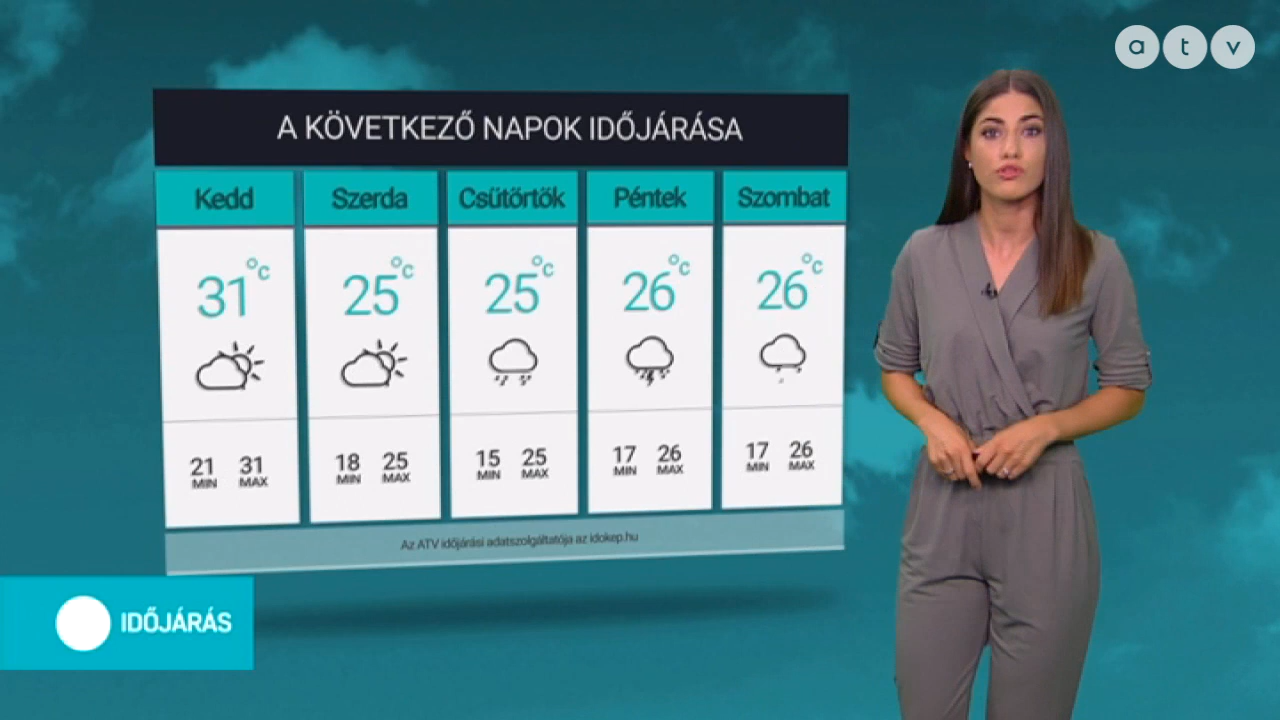 atv
A KÖVETKEZŐ NAPOK IDŐJÁRÁSA
Kedd Szerda Csütörtök Péntek Szombat
31°C 25°C 25°C 26°C 26°C
21 31 18 25 15 25 17 26 17 26
MIN MAX MIN MAX MIN MAX MIN MAX MIN MAX
Az ATV időjárási adatszolgáltatója az idokep.hu
IDŐJÁRÁS